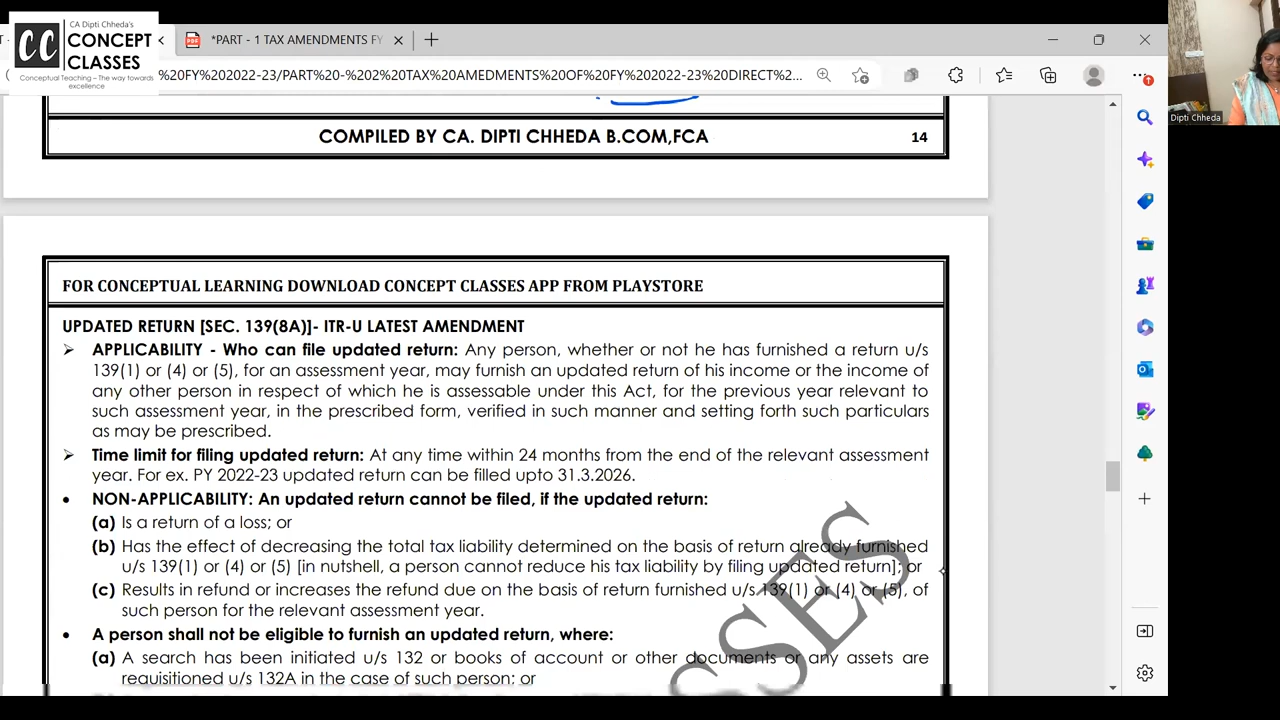 CA Dipti Chheda's
CC CONCEPT
CLASSES
Conceptual Teaching – The way towards
excellence
*PART - 1 TAX AMENDMENTS FY
%20FY%202022-23/PART%20-%202%20TAX%20AMEDMENTS%20OF%20FY%202022-23%20DIRECT%2...
Dipti Chheda
COMPILED BY CA. DIPTI CHHEDA B.COM,FCA 14
FOR CONCEPTUAL LEARNING DOWNLOAD CONCEPT CLASSES APP FROM PLAYSTORE
UPDATED RETURN [SEC. 139(8A)]- ITR-U LATEST AMENDMENT
➢ APPLICABILITY - Who can file updated return: Any person, whether or not he has furnished a return u/s
139(1) or (4) or (5), for an assessment year, may furnish an updated return of his income or the income of
any other person in respect of which he is assessable under this Act, for the previous year relevant to
such assessment year, in the prescribed form, verified in such manner and setting forth such particulars
as may be prescribed.
➢ Time limit for filing updated return: At any time within 24 months from the end of the relevant assessment
year. For ex. PY 2022-23 updated return can be filled upto 31.3.2026.
• NON-APPLICABILITY: An updated return cannot be filed, if the updated return:
(a) Is a return of a loss; or
(b) Has the effect of decreasing the total tax liability determined on the basis of return already furnished
u/s 139(1) or (4) or (5) [in nutshell, a person cannot reduce his tax liability by filing updated return]; or
(c) Results in refund or increases the refund due on the basis of return furnished u/s 139(1) or (4) or (5), of
such person for the relevant assessment year.
• A person shall not be eligible to furnish an updated return, where:
(a) A search has been initiated u/s 132 or books of account or other documents or any assets are
requisitioned u/s 132A in the case of such person; or
SSES